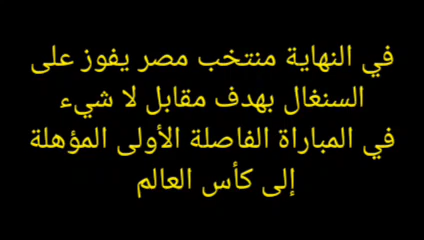 في النهاية منتخب مصر يفوز على
السنغال بهدف مقابل لا شيء
في المباراة الفاصلة الأولى المؤهلة
إلى كأس العالم